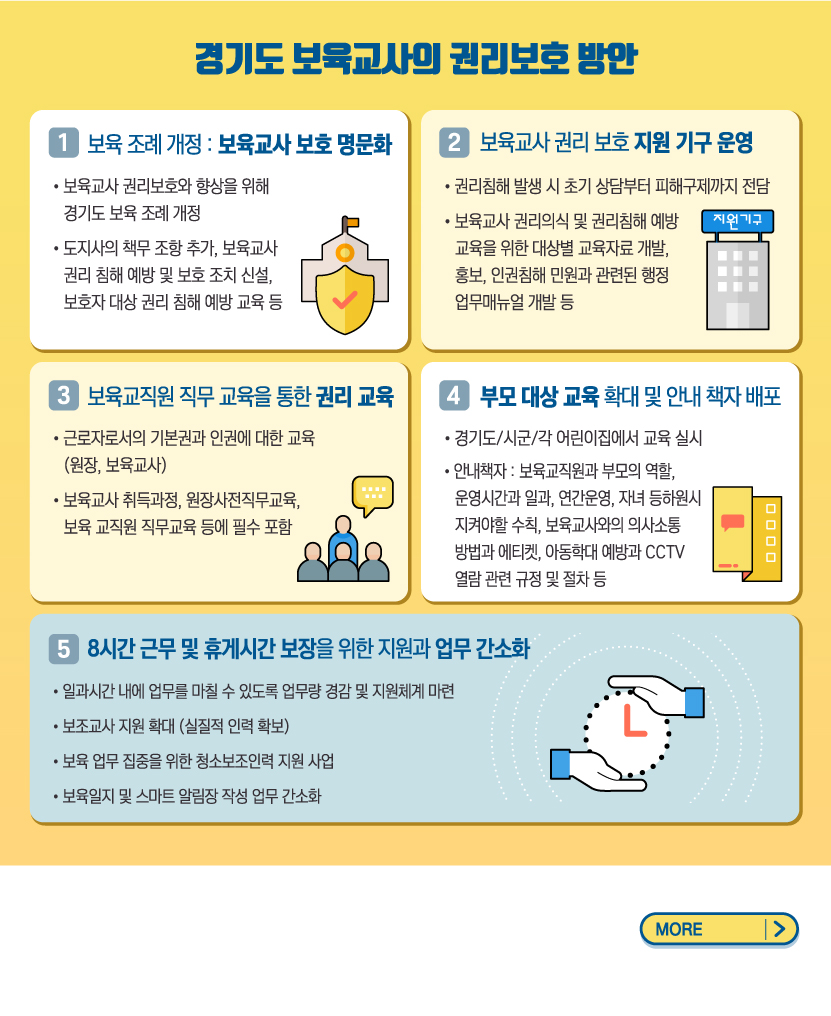 경기도 보육교사의 권리보호 방안
1 보육 조례 개정 : 보육교사 보호 명문화
• 보육교사 권리보호와 향상을 위해
경기도 보육 조례 개정
• 도지사의 책무 조항 추가, 보육교사
권리 침해 예방 및 보호 조치 신설,
보호자 대상 권리 침해 예방 교육 등
2 보육교사 권리 보호 지원 기구 운영
• 권리침해 발생 시 초기 상담부터 피해구제까지 전담
• 보육교사 권리의식 및 권리침해 예방
교육을 위한 대상별 교육자료 개발,
홍보, 인권침해 민원과 관련된 행정
업무매뉴얼 개발 등
지원기구
3 보육교직원 직무 교육을 통한 권리 교육
• 근로자로서의 기본권과 인권에 대한 교육
(원장, 보육교사)
• 보육교사 취득과정, 원장사전직무교육,
보육 교직원 직무교육 등에 필수 포함
4 부모 대상 교육 확대 및 안내 책자 배포
• 경기도/시군/각 어린이집에서 교육 실시
• 안내책자 : 보육교직원과 부모의 역할,
운영시간과 일과, 연간운영, 자녀 등하원시
지켜야할 수칙, 보육교사와의 의사소통
방법과 에티켓, 아동학대 예방과 CCTV
열람 관련 규정 및 절차 등
5 8시간 근무 및 휴게시간 보장을 위한 지원과 업무 간소화
• 일과시간 내에 업무를 마칠 수 있도록 업무량 경감 및 지원체계 마련
• 보조교사 지원 확대 (실질적 인력 확보)
• 보육 업무 집중을 위한 청소보조인력 지원 사업
• 보육일지 및 스마트 알림장 작성 업무 간소화
MORE